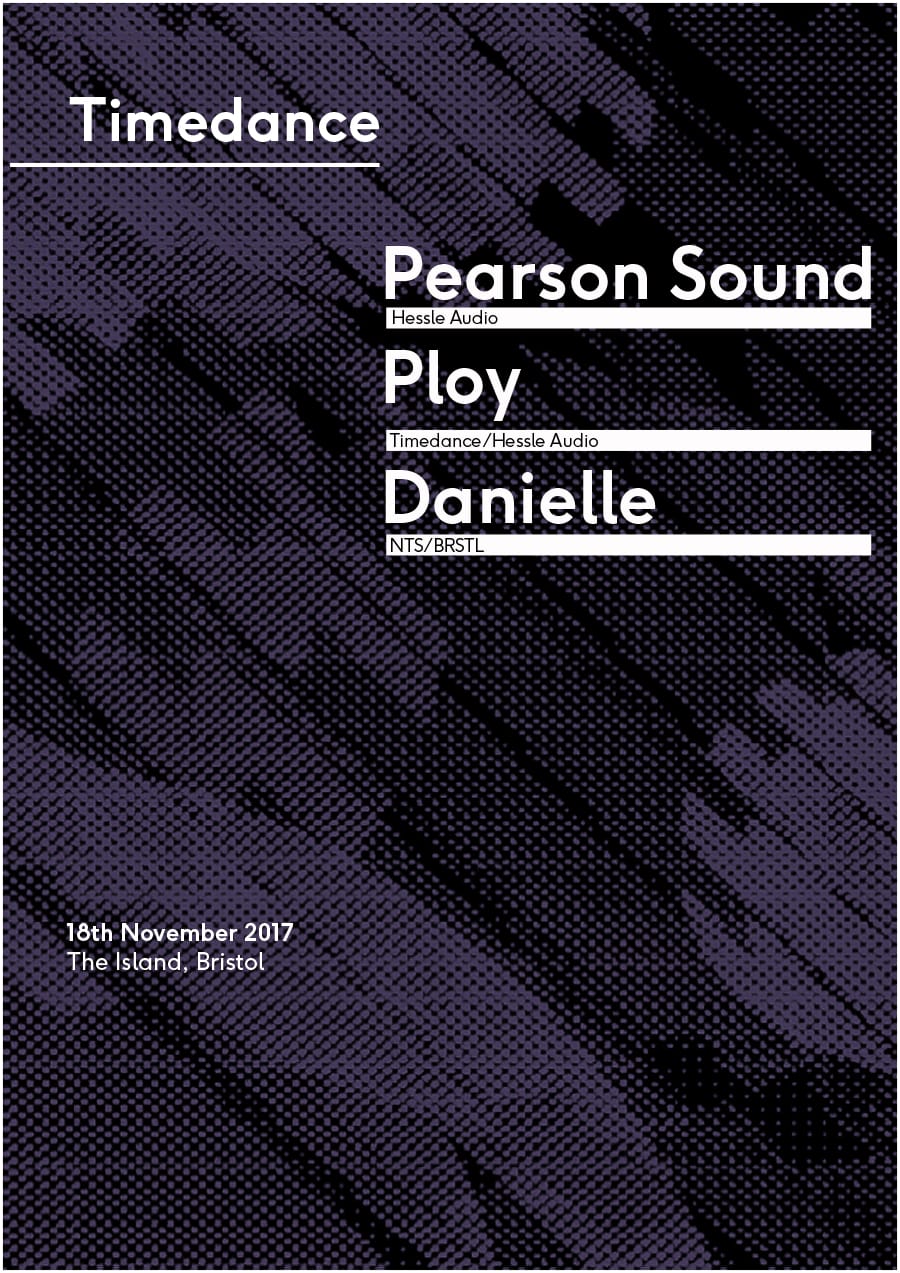 Timedance
Pearson Sound
Hessle Audio
Ploy
Timedance/Hessle Audio
Danielle
NTS/BRSTL
18th November 2017
The Island, Bristol